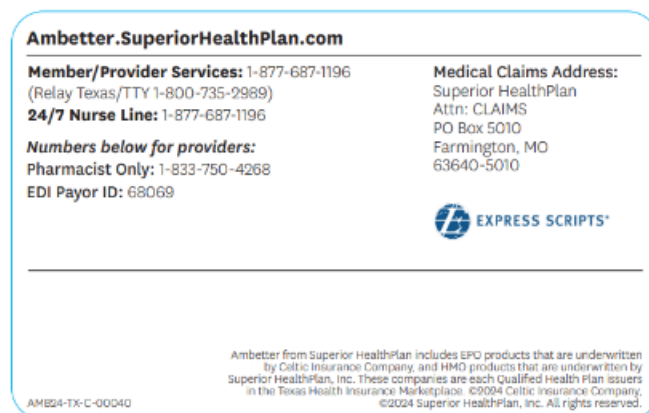 Ambetter.SuperiorHealthPlan.com
Member/Provider Services: 1-877-687-1196
(Relay Texas/TTY 1-800-735-2989)
24/7 Nurse Line: 1-877-687-1196
Numbers below for providers:
Pharmacist Only: 1-833-750-4268
EDI Payor ID: 68069
Medical Claims Address:
Superior HealthPlan
Attn: CLAIMS
PO Box 5010
Farmington, MO
63640-5010
EXPRESS SCRIPTS®
Ambetter from Superior HealthPlan includes EPO products that are underwritten
by Celtic Insurance Company, and HMO products that are underwritten by
Superior HealthPlan, Inc. These companies are each Qualified Health Plan issuers
in the Texas Health Insurance Marketplace. ©2024 Celtic Insurance Company,
©2024 Superior HealthPlan, Inc. All rights reserved.
AMB24-TX-C-00040